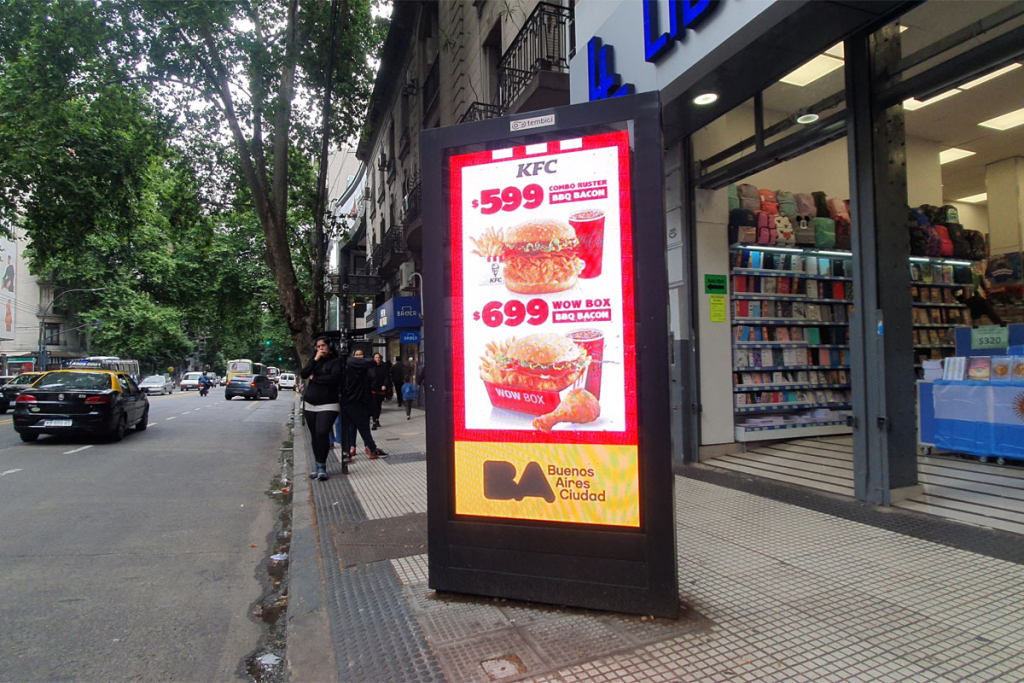 LIB
tembici
KFC
$599 COMBO RUSTER
BBQ BACON
KFC
$699 WOW BOX
BBQ BACON
WOW BOX
BA Buenos
Aires
Ciudad
$320